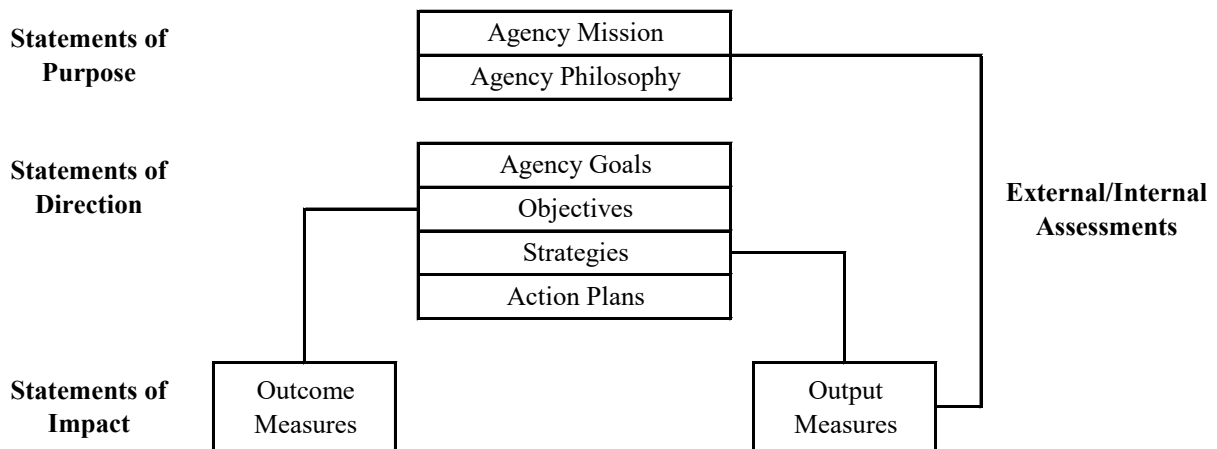 Statements of
Purpose
Agency Mission
Agency Philosophy
Statements of
Direction
Agency Goals
Objectives
Strategies
Action Plans
External/Internal
Assessments
Statements of
Impact
Outcome
Measures
Output
Measures